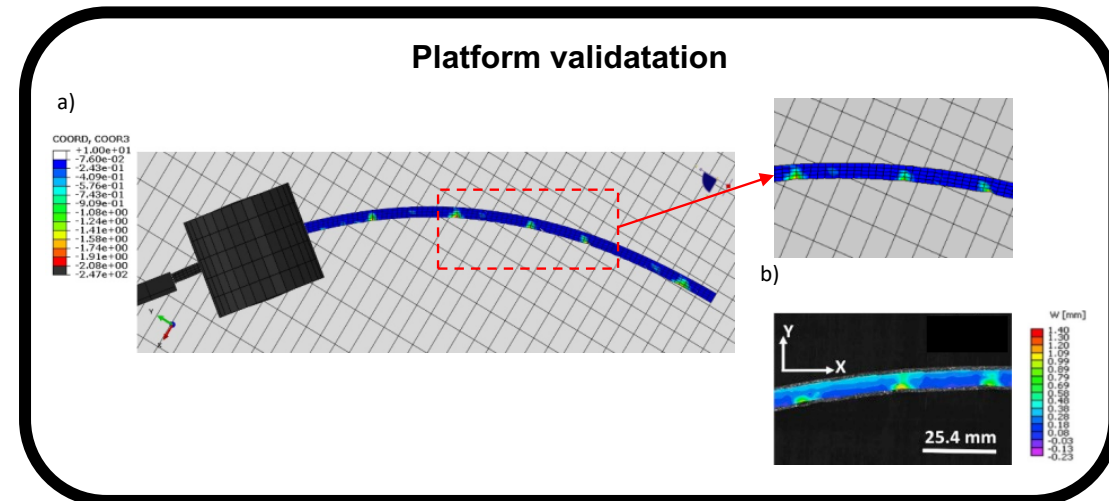 Platform validatation
a)
COORD, COOR3
+1.00e+01
-7.60e-02
-2.43e-01
-4.09e-01
-5.76e-01
-7.43e-01
-9.09e-01
-1.08e+00
-1.24e+00
-1.41e+00
-1.58e+00
-1.74e+00
-1.91e+00
-2.08e+00
-2.47e+02
Y
X
b)
Y
X
25.4 mm
W [mm]
1.40
1.30
1.20
1.09
0.99
0.89
0.79
0.69
0.58
0.48
0.38
0.28
0.18
0.08
-0.03
-0.13
-0.23